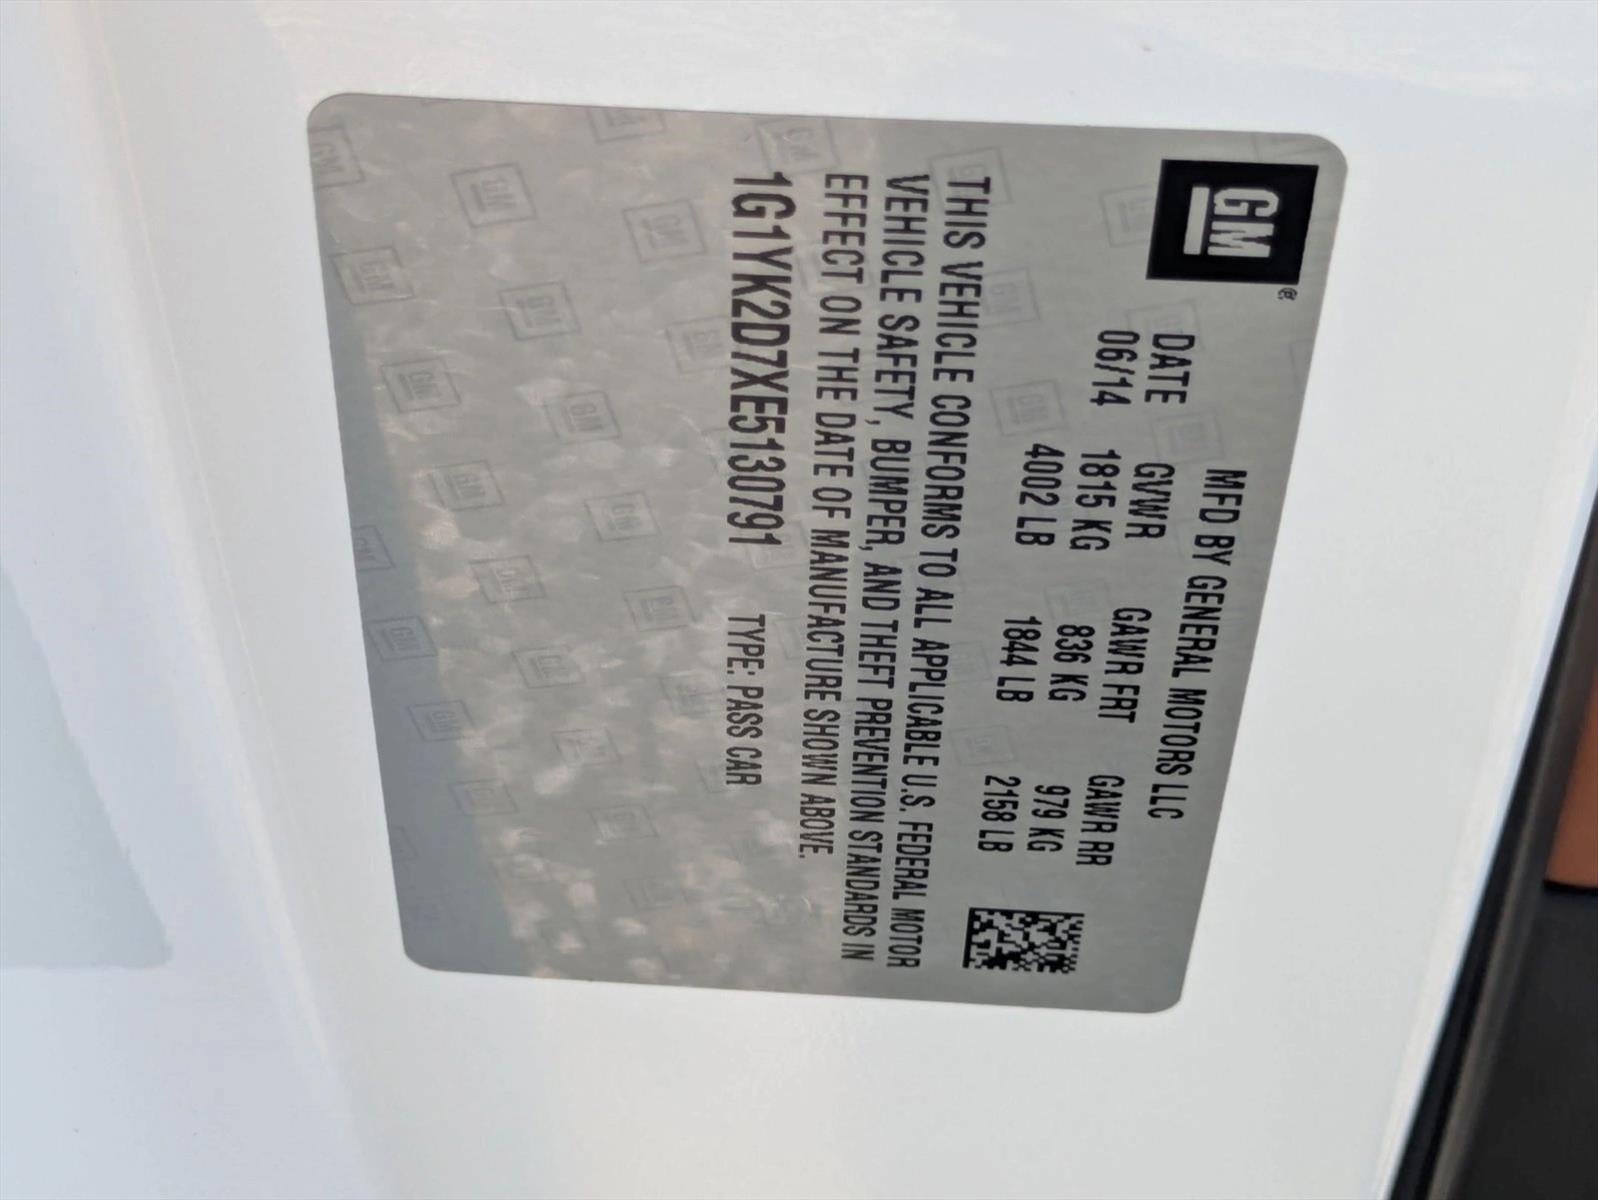 GM®
MFD BY GENERAL MOTORS LLC
DATE GVWR GAWR FRT GAWR RR
06/14 1815 KG 836 KG 979 KG
4002 LB 1844 LB 2158 LB
THIS VEHICLE CONFORMS TO ALL APPLICABLE U.S. FEDERAL MOTOR
VEHICLE SAFETY, BUMPER, AND THEFT PREVENTION STANDARDS IN
EFFECT ON THE DATE OF MANUFACTURE SHOWN ABOVE.
1G1YK2D7XE5130791 TYPE: PASS CAR